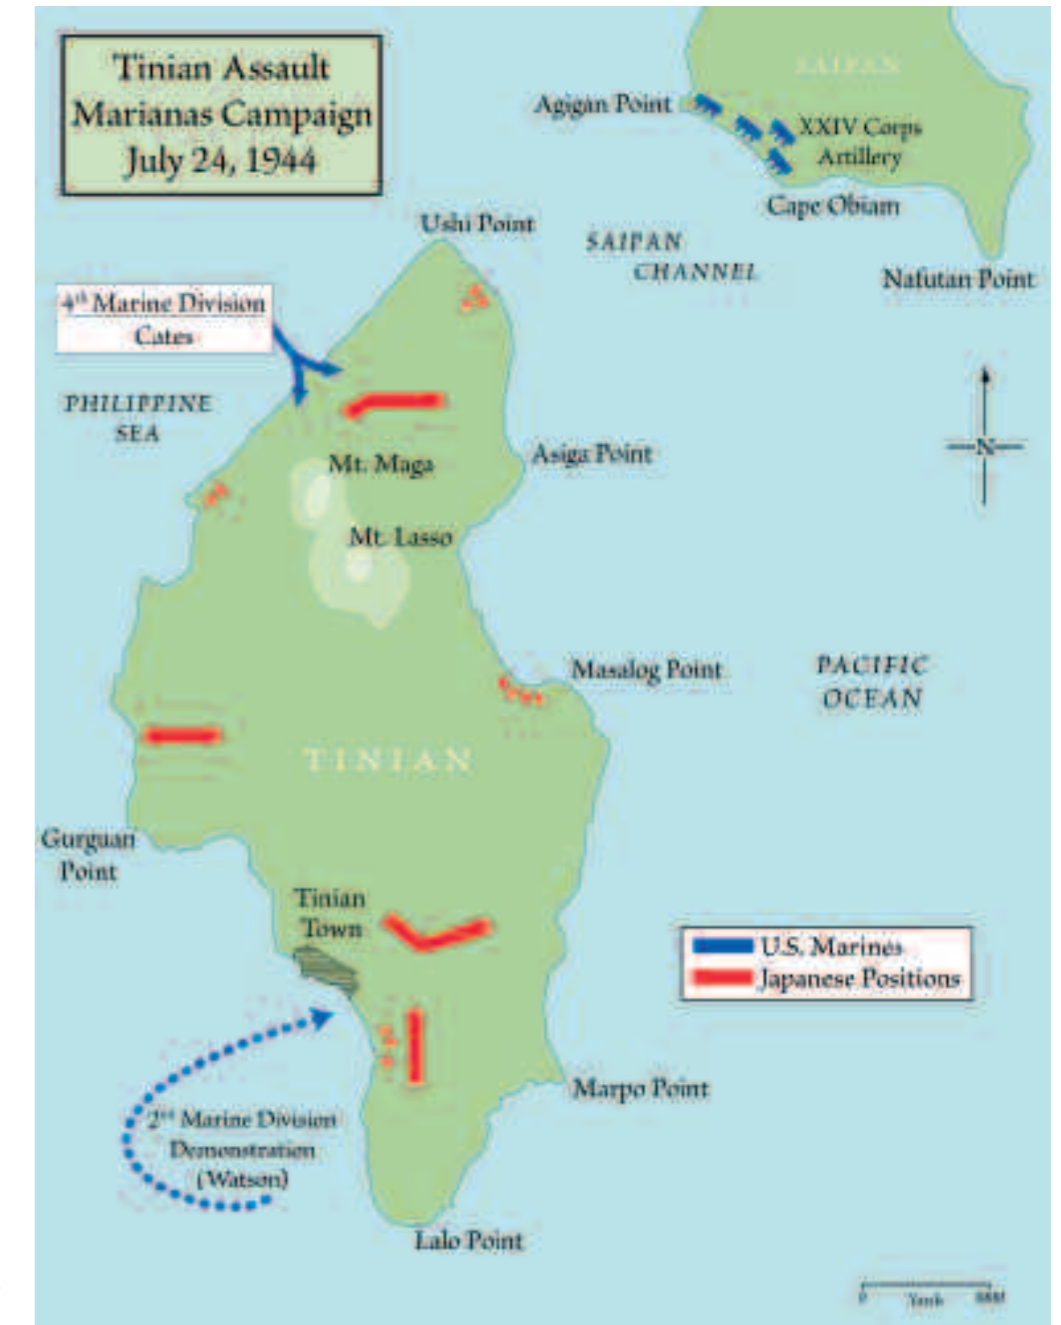 Tinian Assault
Marianas Campaign
July 24, 1944
SAIPAN
Agigan Point
XXIV Corps
Artillery
Cape Obiam
Ushi Point
SAIPAN
CHANNEL
Nafutan Point
4th Marine Division
Cates
PHILIPPINE
SEA
N
Mt. Maga
Asiga Point
Mt. Lasso
Masalog Point
PACIFIC
OCEAN
TINIAN
Gurguan
Point
Tinian
Town
U.S. Marines
Japanese Positions
Marpo Point
2nd Marine Division
Demonstration
(Watson)
Lalo Point
0
Yards